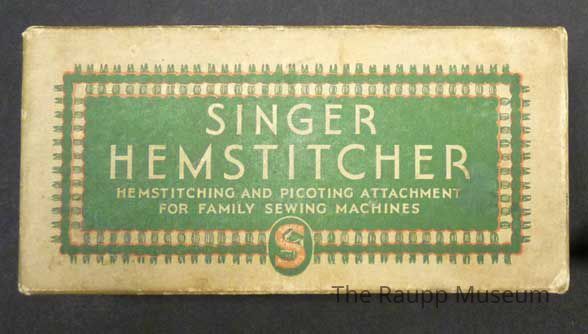 SINGER
HEMSTITCHER
HEMSTITCHING AND PICOTING ATTACHMENT
FOR FAMILY SEWING MACHINES
S
The Raupp Museum